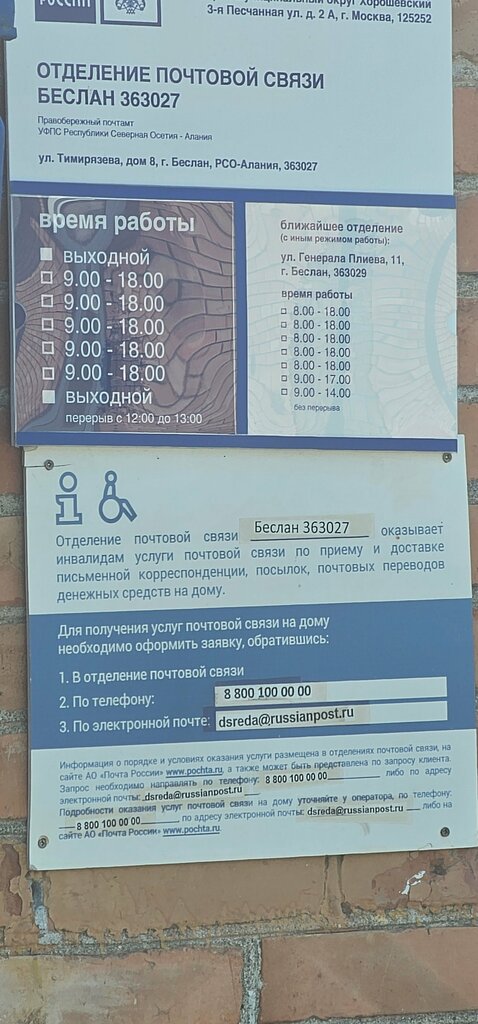 округ Хорошевский
3-я Песчанная ул. д. 2 А, г. Москва, 125252
ОТДЕЛЕНИЕ ПОЧТОВОЙ СВЯЗИ
БЕСЛАН 363027
Правобережный почтамт
УФПС Республики Северная Осетия - Алания
ул. Тимирязева, дом 8, г. Беслан, РСО-Алания, 363027
время работы
ВЫХОДНОЙ
9.00 - 18.00
9.00 - 18.00
9.00 - 18.00
9.00 - 18.00
9.00 - 18.00
ВЫХОДНОЙ
перерыв с 12:00 до 13:00
ближайшее отделение
(с иным режимом работы):
ул. Генерала Плиева, 11,
г. Беслан, 363029
время работы
8.00 - 18.00
8.00 - 18.00
8.00 - 18.00
8.00 - 18.00
8.00 - 18.00
9.00 - 17.00
9.00 - 14.00
без перерыва
Отделение почтовой связи Беслан 363027 оказывает
инвалидам услуги почтовой связи по приему и доставке
письменной корреспонденции, посылок, почтовых переводов
денежных средств на дому.
Для получения услуг почтовой связи на дому
необходимо оформить заявку, обратившись:
1. В отделение почтовой связи
2. По телефону: 8 800 100 00 00
3. По электронной почте: dsreda@russianpost.ru
Информация о порядке и условиях оказания услуги размещена в отделениях почтовой связи, на
сайте АО «Почта России» www.pochta.ru, а также может быть представлена по запросу клиента.
Запрос необходимо направлять по телефону: 8 800 100 00 00 либо по адресу
электронной почты: dsreda@russianpost.ru
Подробности оказания услуг почтовой связи на дому уточняйте у оператора, по телефону:
8 800 100 00 00 по адресу электронной почты: dsreda@russianpost.ru либо на
сайте АО «Почта России» www.pochta.ru.